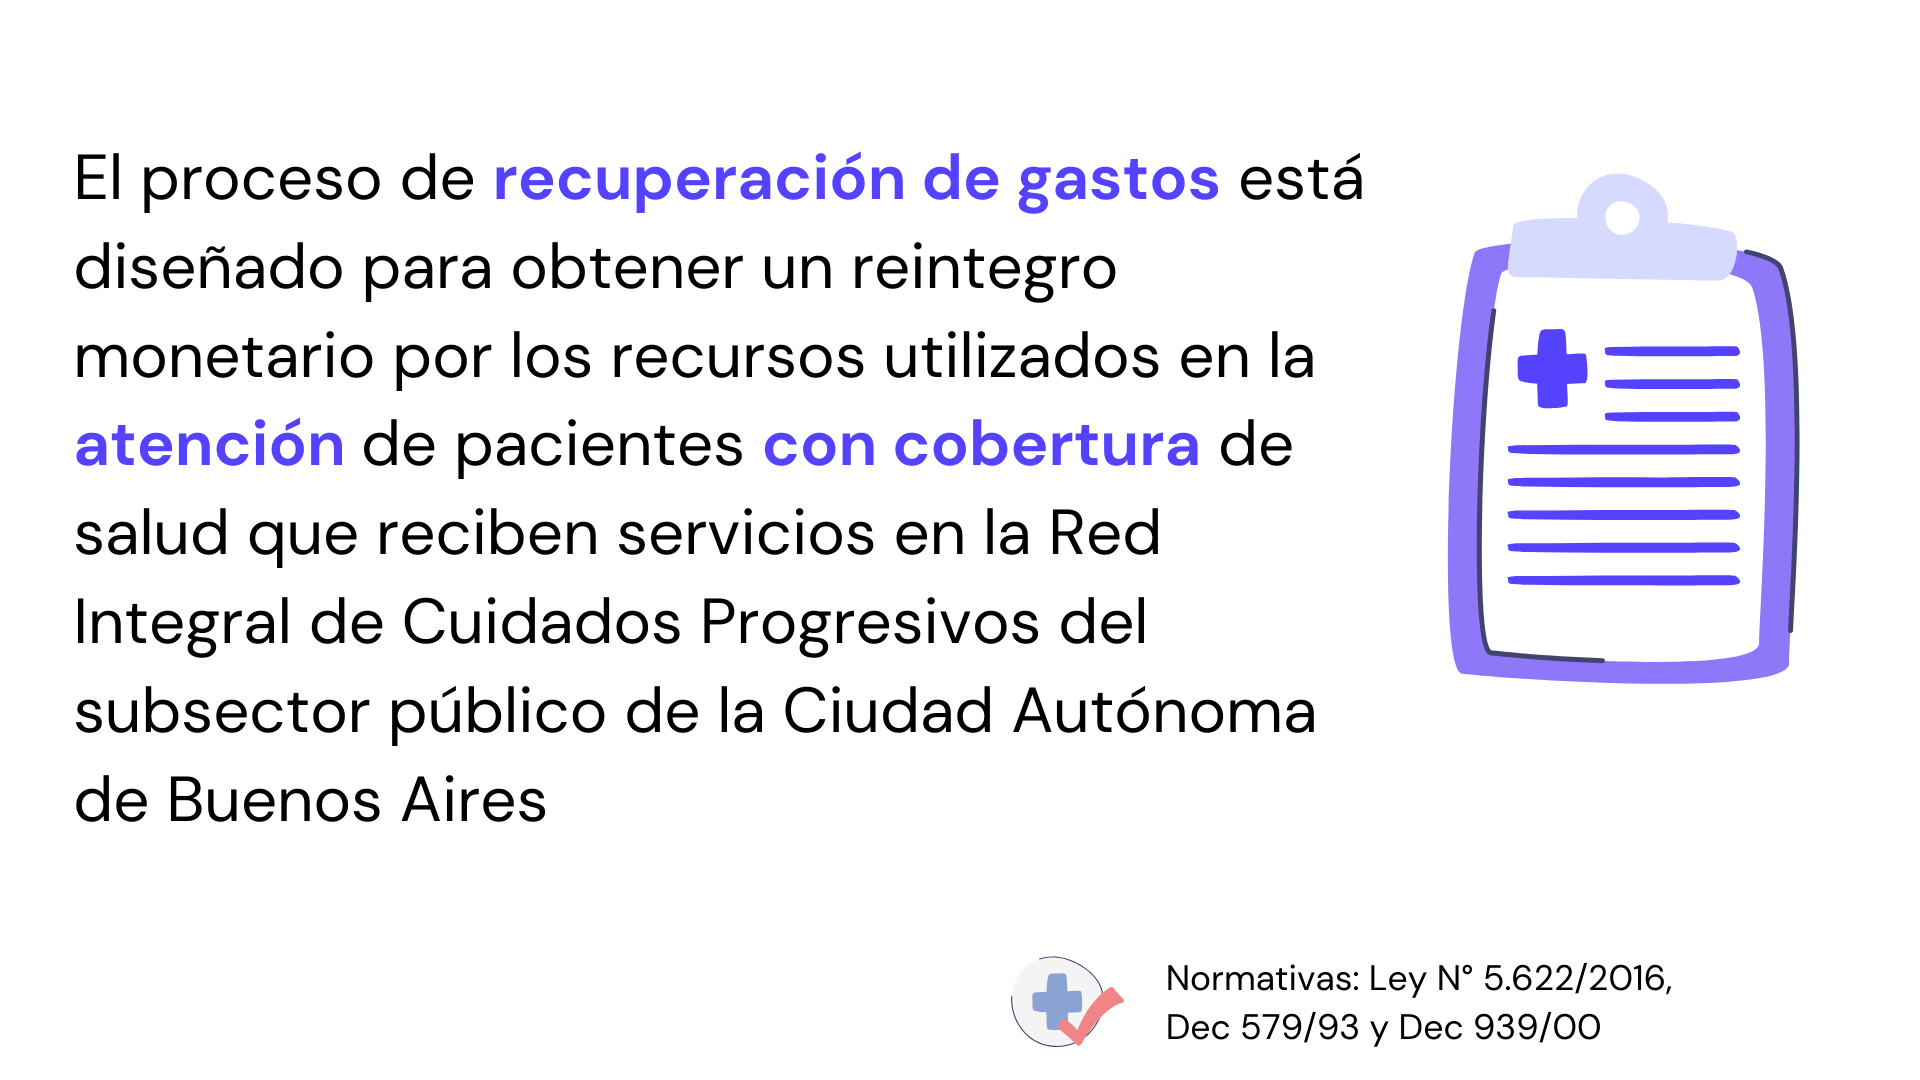 El proceso de recuperación de gastos está
diseñado para obtener un reintegro
monetario por los recursos utilizados en la
atención de pacientes con cobertura de
salud que reciben servicios en la Red
Integral de Cuidados Progresivos del
subsector público de la Ciudad Autónoma
de Buenos Aires
Normativas: Ley N° 5.622/2016,
Dec 579/93 y Dec 939/00